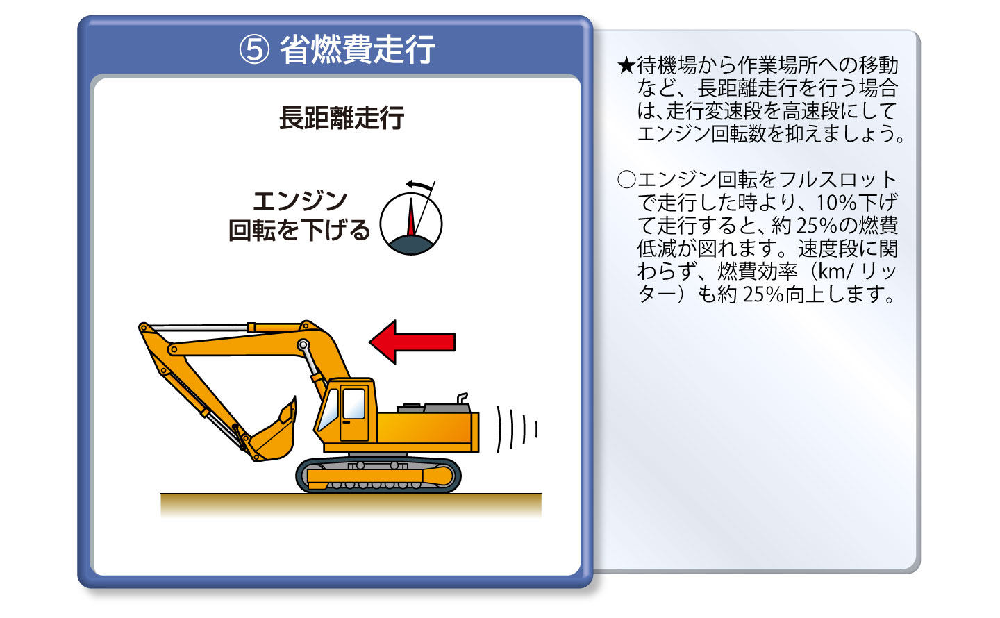 ⑤ 省燃費走行
長距離走行
エンジン
回転を下げる
★待機場から作業場所への移動
など、長距離走行を行う場合
は、走行変速段を高速段にして
エンジン回転数を抑えましょう。
○エンジン回転をフルスロット
で走行した時より、10%下げ
て走行すると、約25%の燃費
低減が図れます。速度段に関
わらず、燃費効率（km/リッ
ター）も約25%向上します。